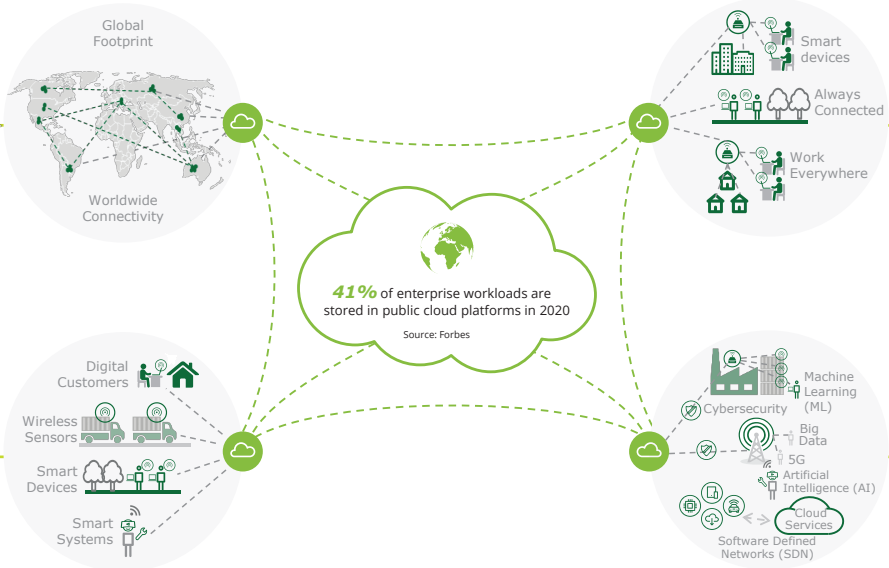 Global
Footprint
Worldwide
Connectivity
Smart
devices
Always
Connected
Work
Everywhere
41% of enterprise workloads are
stored in public cloud platforms in 2020
Source: Forbes
Digital
Customers
Wireless
Sensors
Smart
Devices
Smart
Systems
Machine
Learning
(ML)
Cybersecurity
Big
Data
5G
Artificial
Intelligence (AI)
Cloud
Services
Software Defined
Networks (SDN)